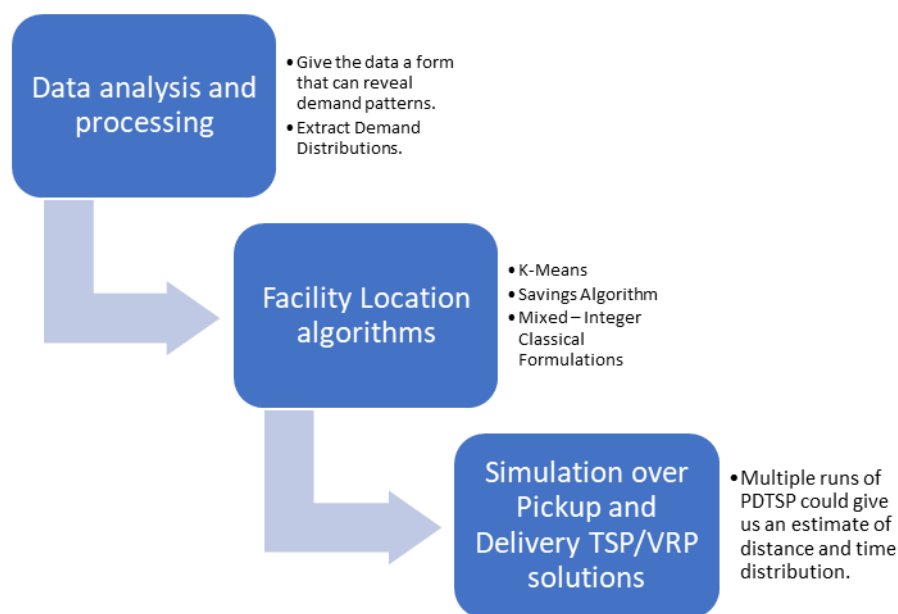 Data analysis and
processing
•Give the data a form
that can reveal
demand patterns.
•Extract Demand
Distributions.
Facility Location
algorithms
•K-Means
•Savings Algorithm
•Mixed – Integer
Classical
Formulations
Simulation over
Pickup and
Delivery TSP/VRP
solutions
•Multiple runs of
PDTSP could give
us an estimate of
distance and time
distribution.